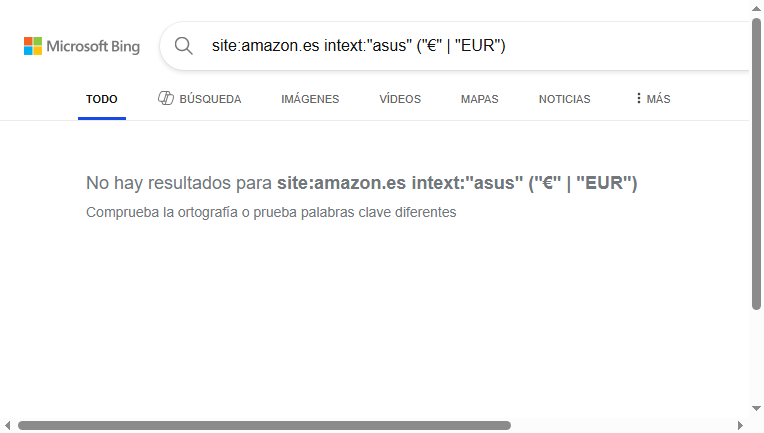 Microsoft Bing
site:amazon.es intext:"asus" ("€" | "EUR")
TODO BÚSQUEDA IMÁGENES VÍDEOS MAPAS NOTICIAS MÁS
No hay resultados para site:amazon.es intext:"asus" ("€" | "EUR")
Comprueba la ortografía o prueba palabras clave diferentes